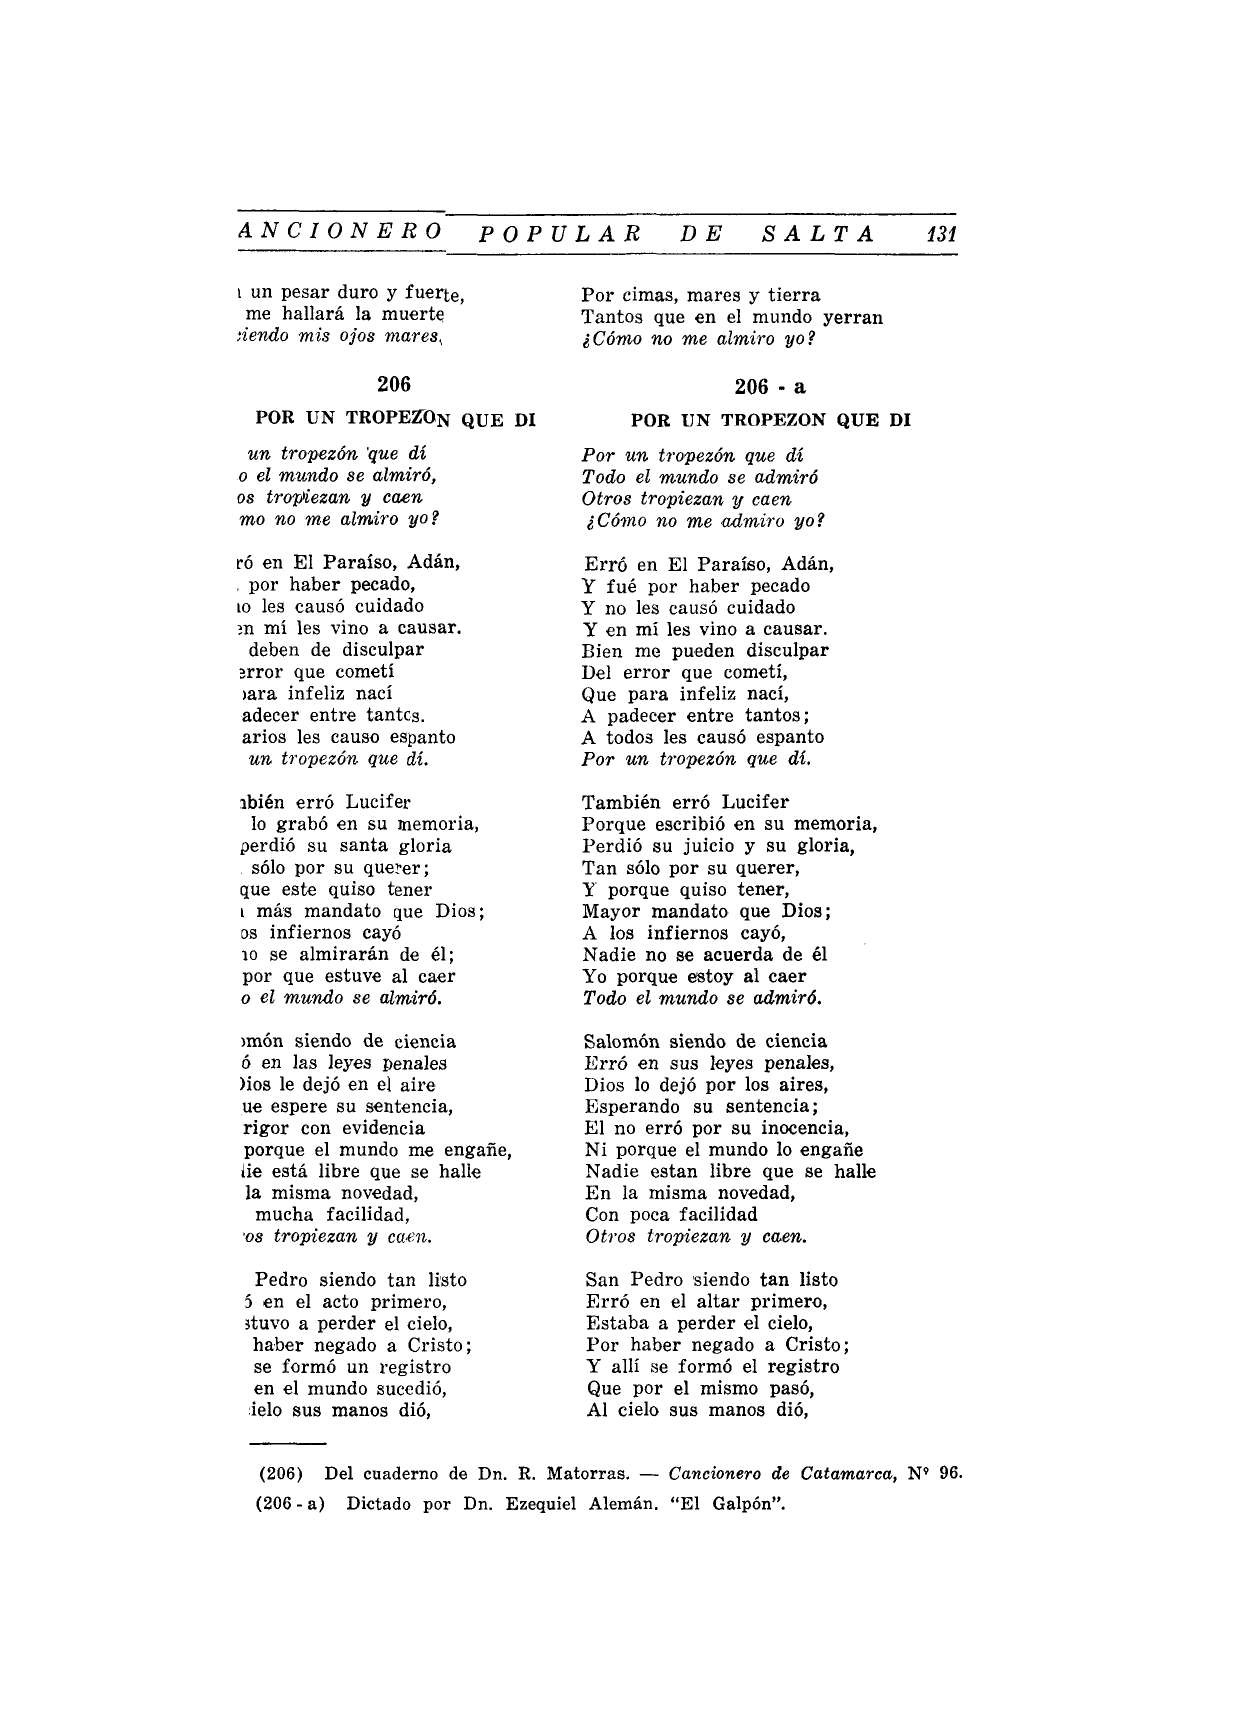 ANCIONERO POPULAR DE SALTA 131
un pesar duro y fuerte,
me hallará la muerte
mis ojos mares,
206
POR UN TROPEZON QUE DI
un tropezón que dí
o el mundo se almiró,
os tropiezan y caen
mo no me almiro yo?
ró en El Paraíso, Adán,
por haber pecado,
les causó cuidado
mí les vino a causar.
deben de disculpar
que cometí
infeliz nací
adecer entre tantos.
arios les causo espanto
un tropezón que dí.
erró Lucifer
lo grabó en su memoria,
perdió su santa gloria
sólo por su querer;
que este quiso tener
más mandato que Dios;
os infiernos cayó
se almirarán de él;
por que estuve al caer
o el mundo se almiró.
món siendo de ciencia
ó en las leyes penales
le dejó en el aire
ue espere su sentencia,
rigor con evidencia
porque el mundo me engañe,
está libre que se halle
la misma novedad,
mucha facilidad,
os tropiezan y caen.
Pedro siendo tan listo
en el acto primero,
a perder el cielo,
haber negado a Cristo;
se formó un registro
en el mundo sucedió,
ielo sus manos dió,
Por cimas, mares y tierra
Tantos que en el mundo yerran
¿Cómo no me almiro yo?
206 - a
POR UN TROPEZON QUE DI
Por un tropezón que dí
Todo el mundo se admiró
Otros tropiezan y caen
¿Cómo no me admiro yo?
Erró en El Paraíso, Adán,
Y fué por haber pecado
Y no les causó cuidado
Y en mí les vino a causar.
Bien me pueden disculpar
Del error que cometí,
Que para infeliz nací,
A padecer entre tantos;
A todos les causó espanto
Por un tropezón que dí.
También erró Lucifer
Porque escribió en su memoria,
Perdió su juicio y su gloria,
Tan sólo por su querer,
Y porque quiso tener,
Mayor mandato que Dios;
A los infiernos cayó,
Nadie no se acuerda de él
Yo porque estoy al caer
Todo el mundo se admiró.
Salomón siendo de ciencia
Erró en sus leyes penales,
Dios lo dejó por los aires,
Esperando su sentencia;
El no erró por su inocencia,
Ni porque el mundo lo engañe
Nadie estan libre que se halle
En la misma novedad,
Con poca facilidad
Otros tropiezan y caen.
San Pedro siendo tan listo
Erró en el altar primero,
Estaba a perder el cielo,
Por haber negado a Cristo;
Y allí se formó el registro
Que por el mismo pasó,
Al cielo sus manos dió,
(206) Del cuaderno de Dn. R. Matorras. — Cancionero de Catamarca, Nº 96.
(206 - a) Dictado por Dn. Ezequiel Alemán. "El Galpón".